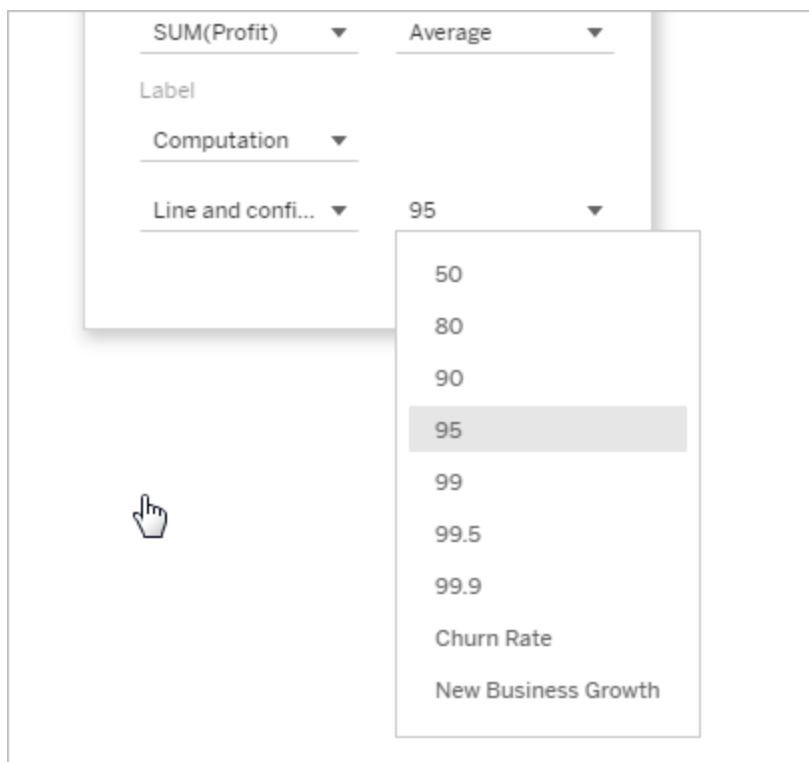 SUM(Profit) Average
Label
Computation
Line and confi... 95
50
80
90
95
99
99.5
99.9
Churn Rate
New Business Growth